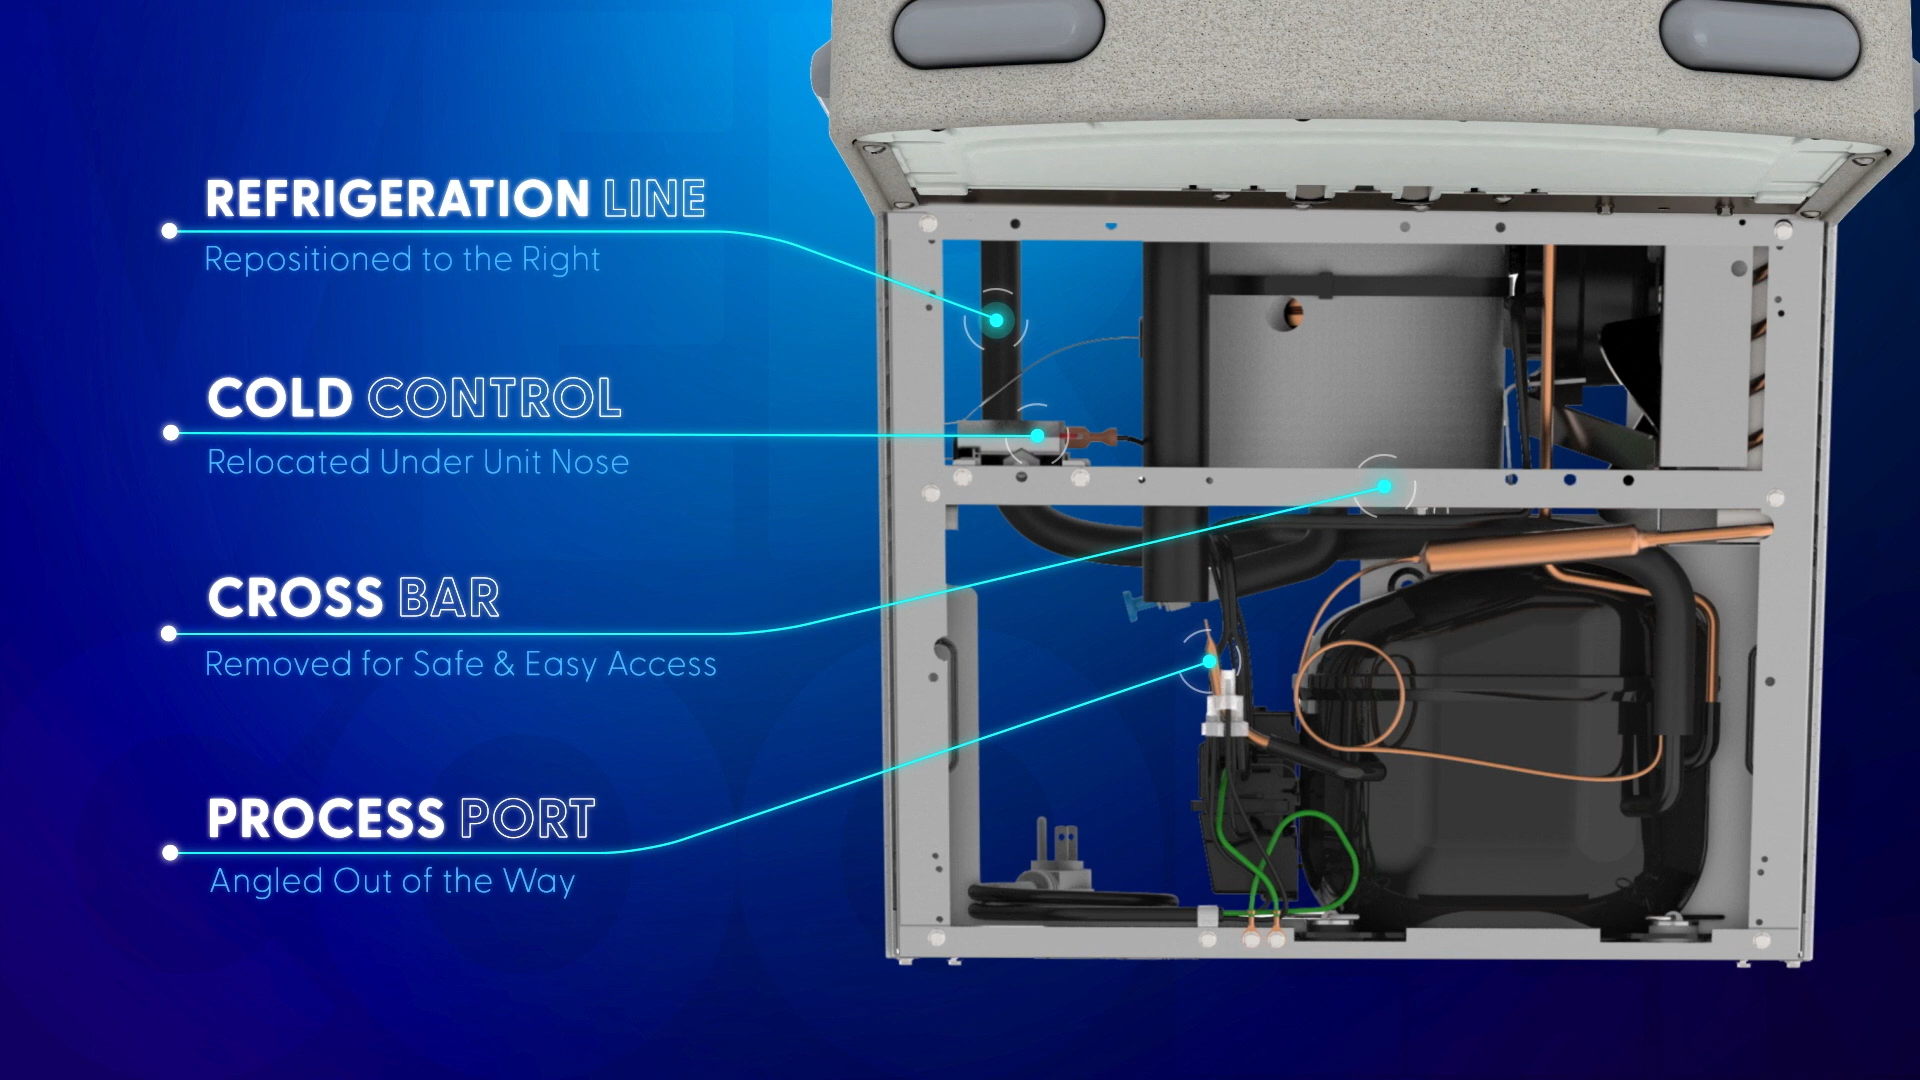 REFRIGERATION LINE
Repositioned to the Right
COLD CONTROL
Relocated Under Unit Nose
CROSS BAR
Removed for Safe & Easy Access
PROCESS PORT
Angled Out of the Way